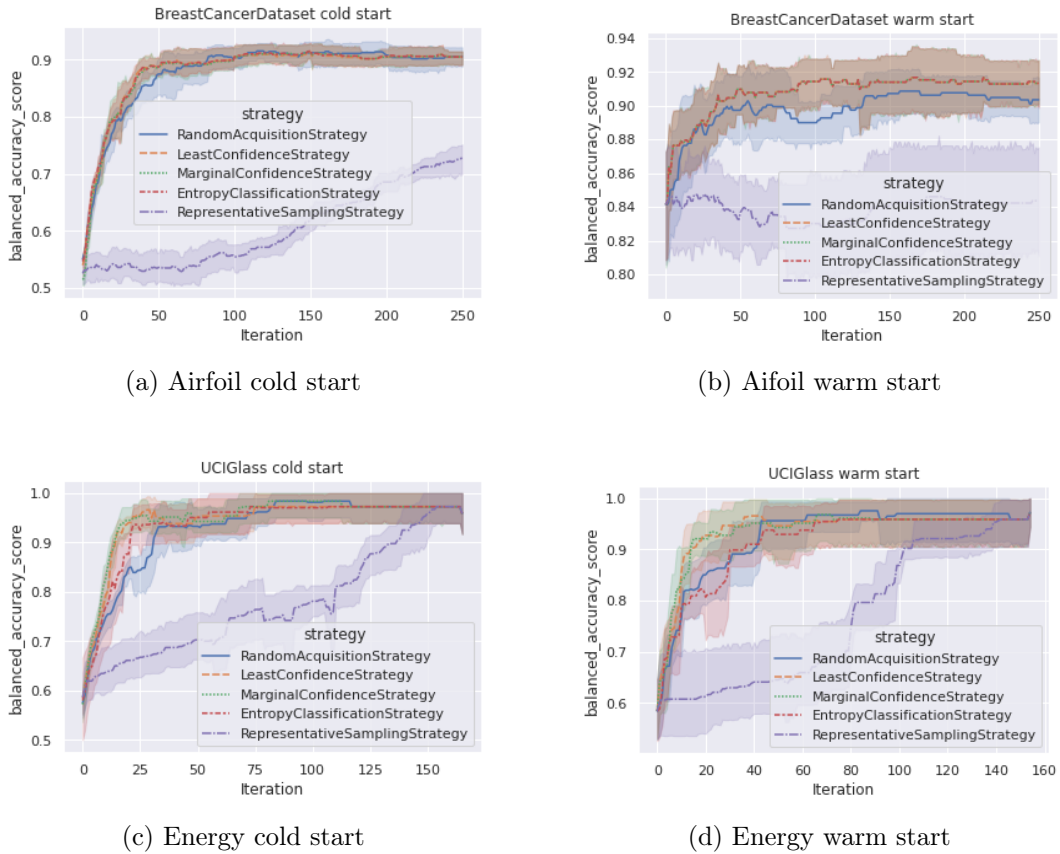 BreastCancerDataset cold start
balanced_accuracy_score
0.9
0.8
0.7
0.6
0.5
strategy
RandomAcquisitionStrategy
LeastConfidenceStrategy
MarginalConfidenceStrategy
EntropyClassificationStrategy
RepresentativeSamplingStrategy
0 50 100 150 200 250
Iteration
(a) Airfoil cold start
BreastCancerDataset warm start
balanced_accuracy_score
0.94
0.92
0.90
0.88
0.86
0.84
0.82
0.80
strategy
RandomAcquisitionStrategy
LeastConfidenceStrategy
MarginalConfidenceStrategy
EntropyClassificationStrategy
RepresentativeSamplingStrategy
0 50 100 150 200 250
Iteration
(b) Aifoil warm start
UCIGlass cold start
balanced_accuracy_score
1.0
0.9
0.8
0.7
0.6
0.5
strategy
RandomAcquisitionStrategy
LeastConfidenceStrategy
MarginalConfidenceStrategy
EntropyClassificationStrategy
RepresentativeSamplingStrategy
0 25 50 75 100 125 150
Iteration
(c) Energy cold start
UCIGlass warm start
balanced_accuracy_score
1.0
0.9
0.8
0.7
0.6
strategy
RandomAcquisitionStrategy
LeastConfidenceStrategy
MarginalConfidenceStrategy
EntropyClassificationStrategy
RepresentativeSamplingStrategy
0 20 40 60 80 100 120 140 160
Iteration
(d) Energy warm start